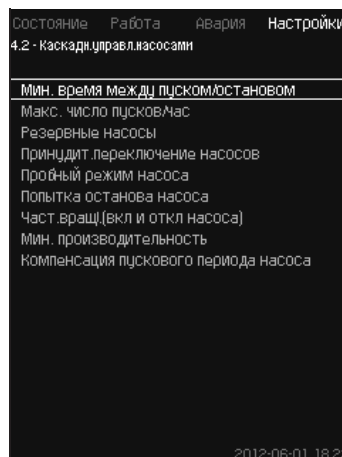 Состояние Работа Авария Настройки
4.2 - Каскадн.управл.насосами
Мин. время между пуском/остановом
Макс. число пусков/час
Резервные насосы
Принудит.переключение насосов
Пробный режим насоса
Попытка останова насоса
Част.вращ.(вкл и откл насоса)
Мин. производительность
Компенсация пускового периода насоса
2012-06-01 18:2